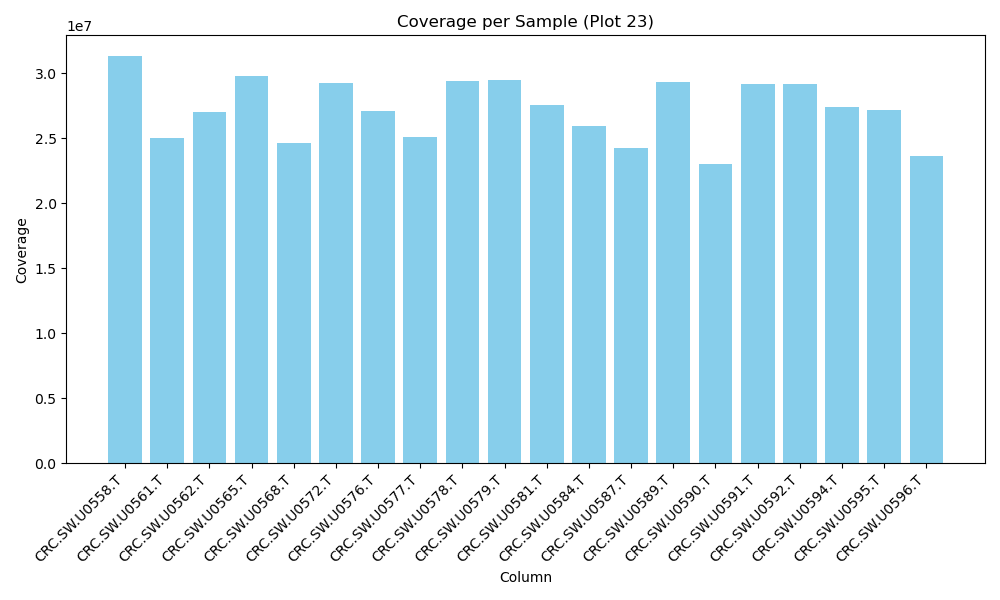 Coverage per Sample (Plot 23)
1e7
3.0
2.5
2.0
1.5
1.0
0.5
0.0
Coverage
CRC.SW.U0558.T
CRC.SW.U0561.T
CRC.SW.U0562.T
CRC.SW.U0565.T
CRC.SW.U0568.T
CRC.SW.U0572.T
CRC.SW.U0576.T
CRC.SW.U0577.T
CRC.SW.U0578.T
CRC.SW.U0579.T
CRC.SW.U0581.T
CRC.SW.U0584.T
CRC.SW.U0587.T
CRC.SW.U0589.T
CRC.SW.U0590.T
CRC.SW.U0591.T
CRC.SW.U0592.T
CRC.SW.U0594.T
CRC.SW.U0595.T
CRC.SW.U0596.T
Column